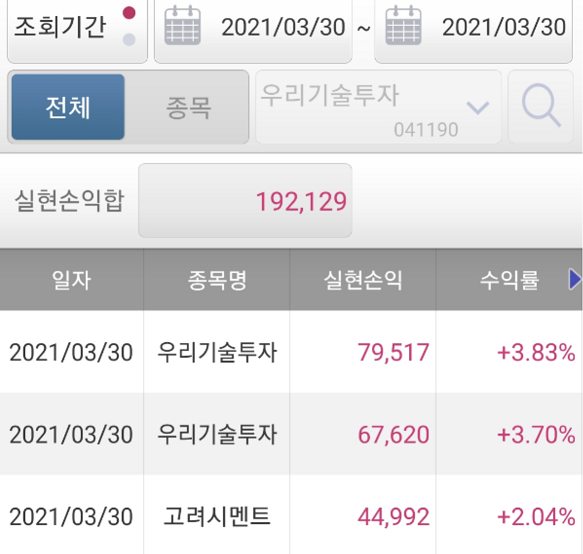 조회기간 2021/03/30 ~ 2021/03/30
전체 종목 우리기술투자
041190
실현손익합 192,129
일자 종목명 실현손익 수익률
2021/03/30 우리기술투자 79,517 +3.83%
2021/03/30 우리기술투자 67,620 +3.70%
2021/03/30 고려시멘트 44,992 +2.04%